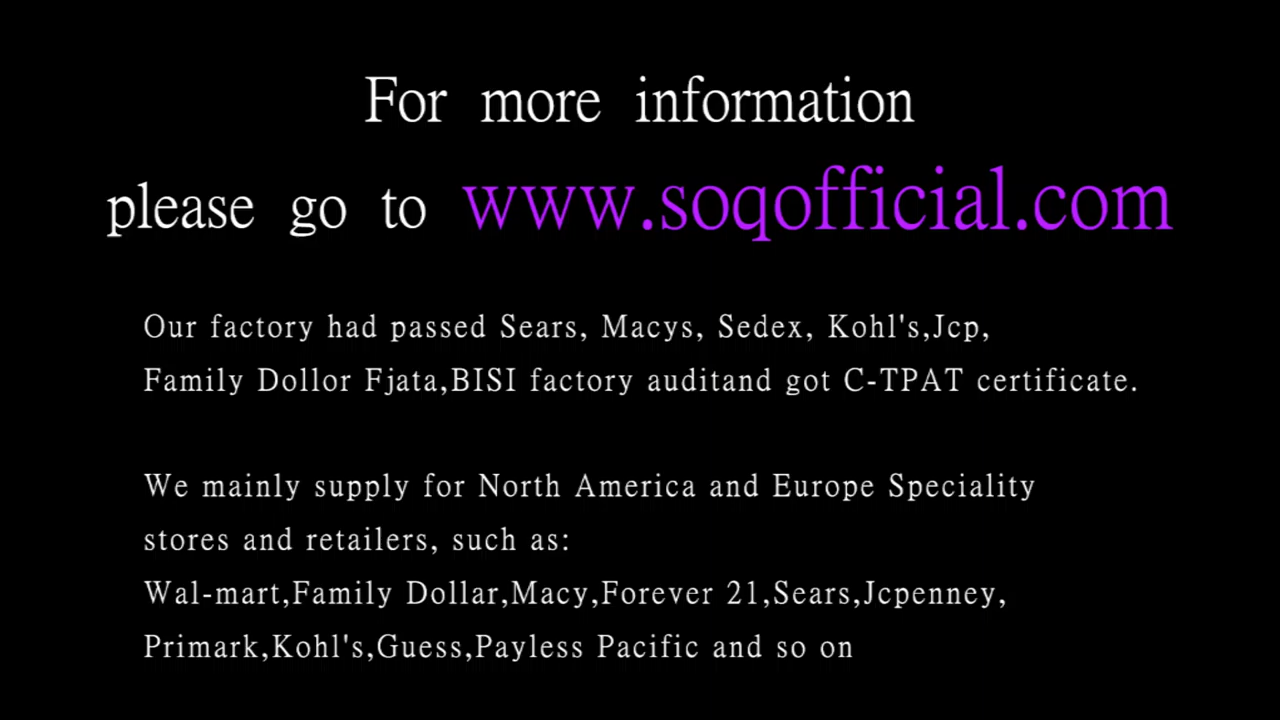 For more information
please go to www.soqofficial.com
Our factory had passed Sears, Macys, Sedex, Kohl's,Jcp,
Family Dollor Fjata,BISI factory auditand got C-TPAT certificate.
We mainly supply for North America and Europe Speciality
stores and retailers, such as:
Wal-mart,Family Dollar,Macy,Forever 21,Sears,Jcpenney,
Primark,Kohl's,Guess,Payless Pacific and so on